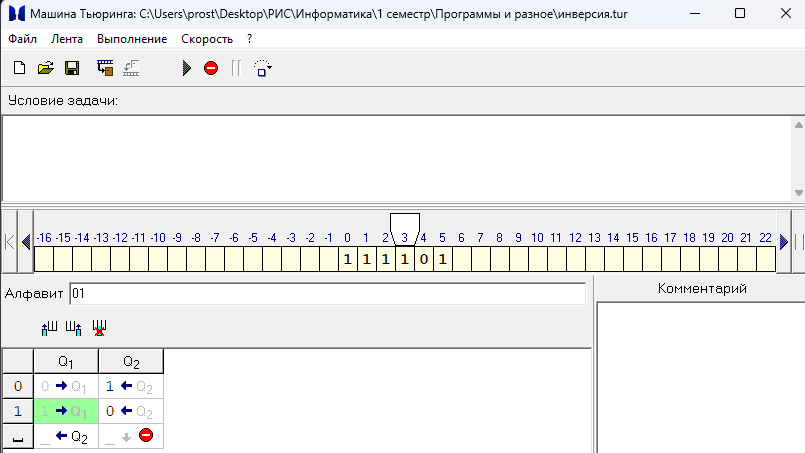 Машина Тьюринга: C:\Users\prost\Desktop\РИС\Информатика\1 семестр\Программы и разное\инверсия.tur
Файл Лента Выполнение Скорость ?
Условие задачи:
-16 -15 -14 -13 -12 -11 -10 -9 -8 -7 -6 -5 -4 -3 -2 -1 0 1 2 3 4 5 6 7 8 9 10 11 12 13 14 15 16 17 18 19 20 21 22
1 1 1 1 0 1
Алфавит 01
Комментарий
Q1 Q2
0 0 → Q1 1 ← Q2
1 1 → Q1 0 ← Q2
_ _ ← Q2 _ ↓